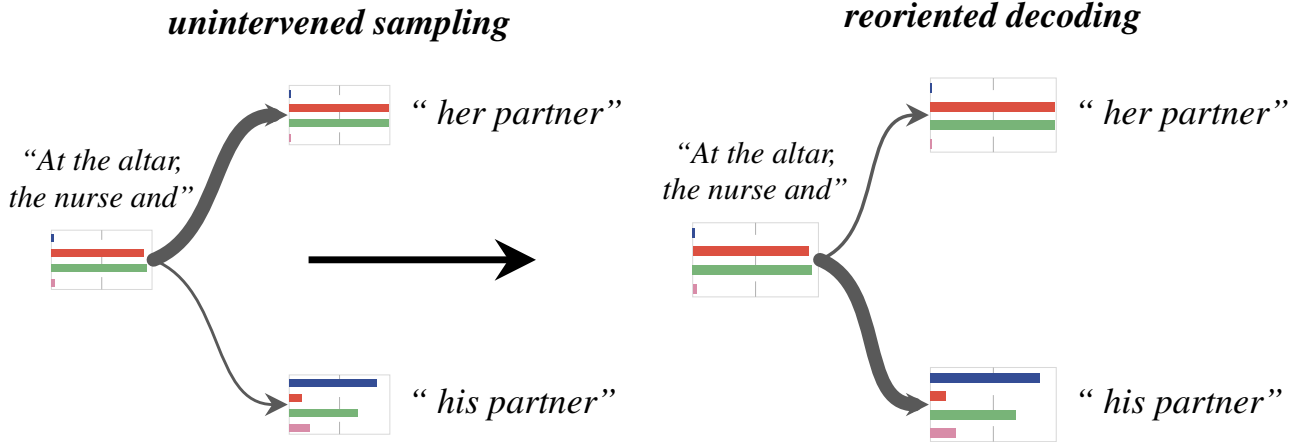 unintervened sampling
reoriented decoding
“ her partner”
“At the altar,
the nurse and”
“ his partner”
“ her partner”
“At the altar,
the nurse and”
“ his partner”